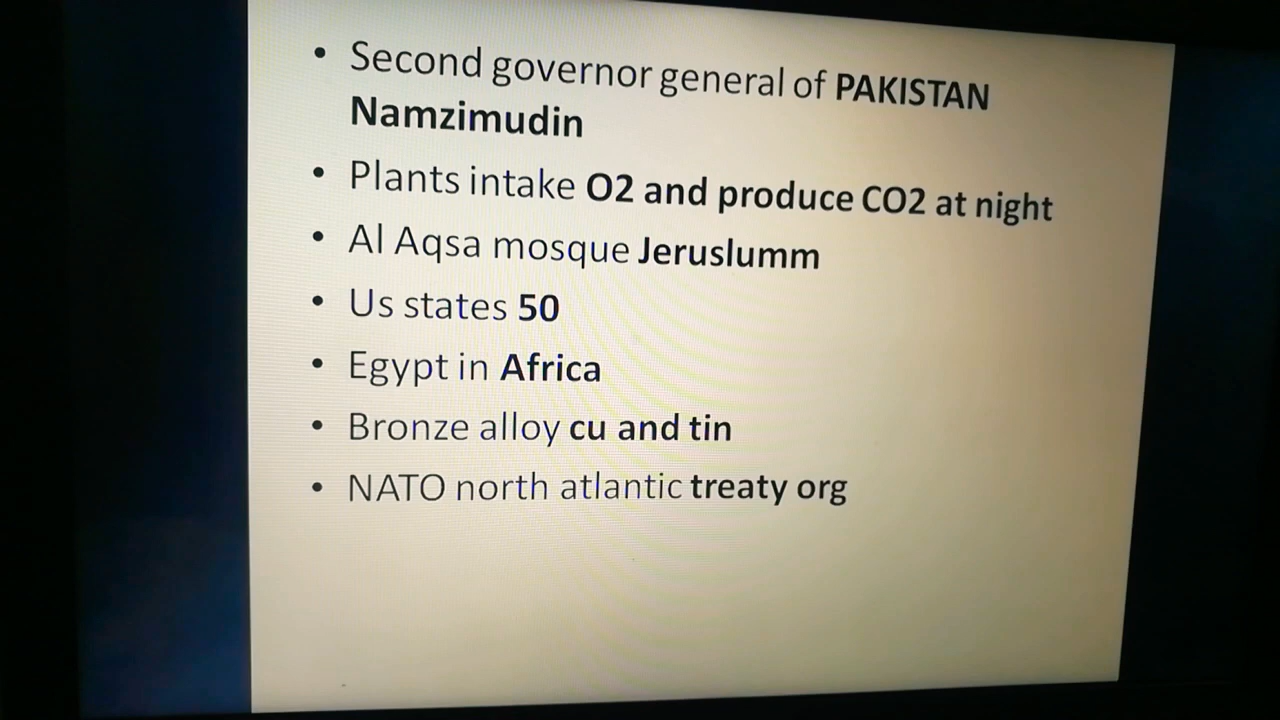 • Second governor general of PAKISTAN
Namzimudin
• Plants intake O2 and produce CO2 at night
• Al Aqsa mosque Jeruslumm
• Us states 50
• Egypt in Africa
• Bronze alloy cu and tin
• NATO north atlantic treaty org